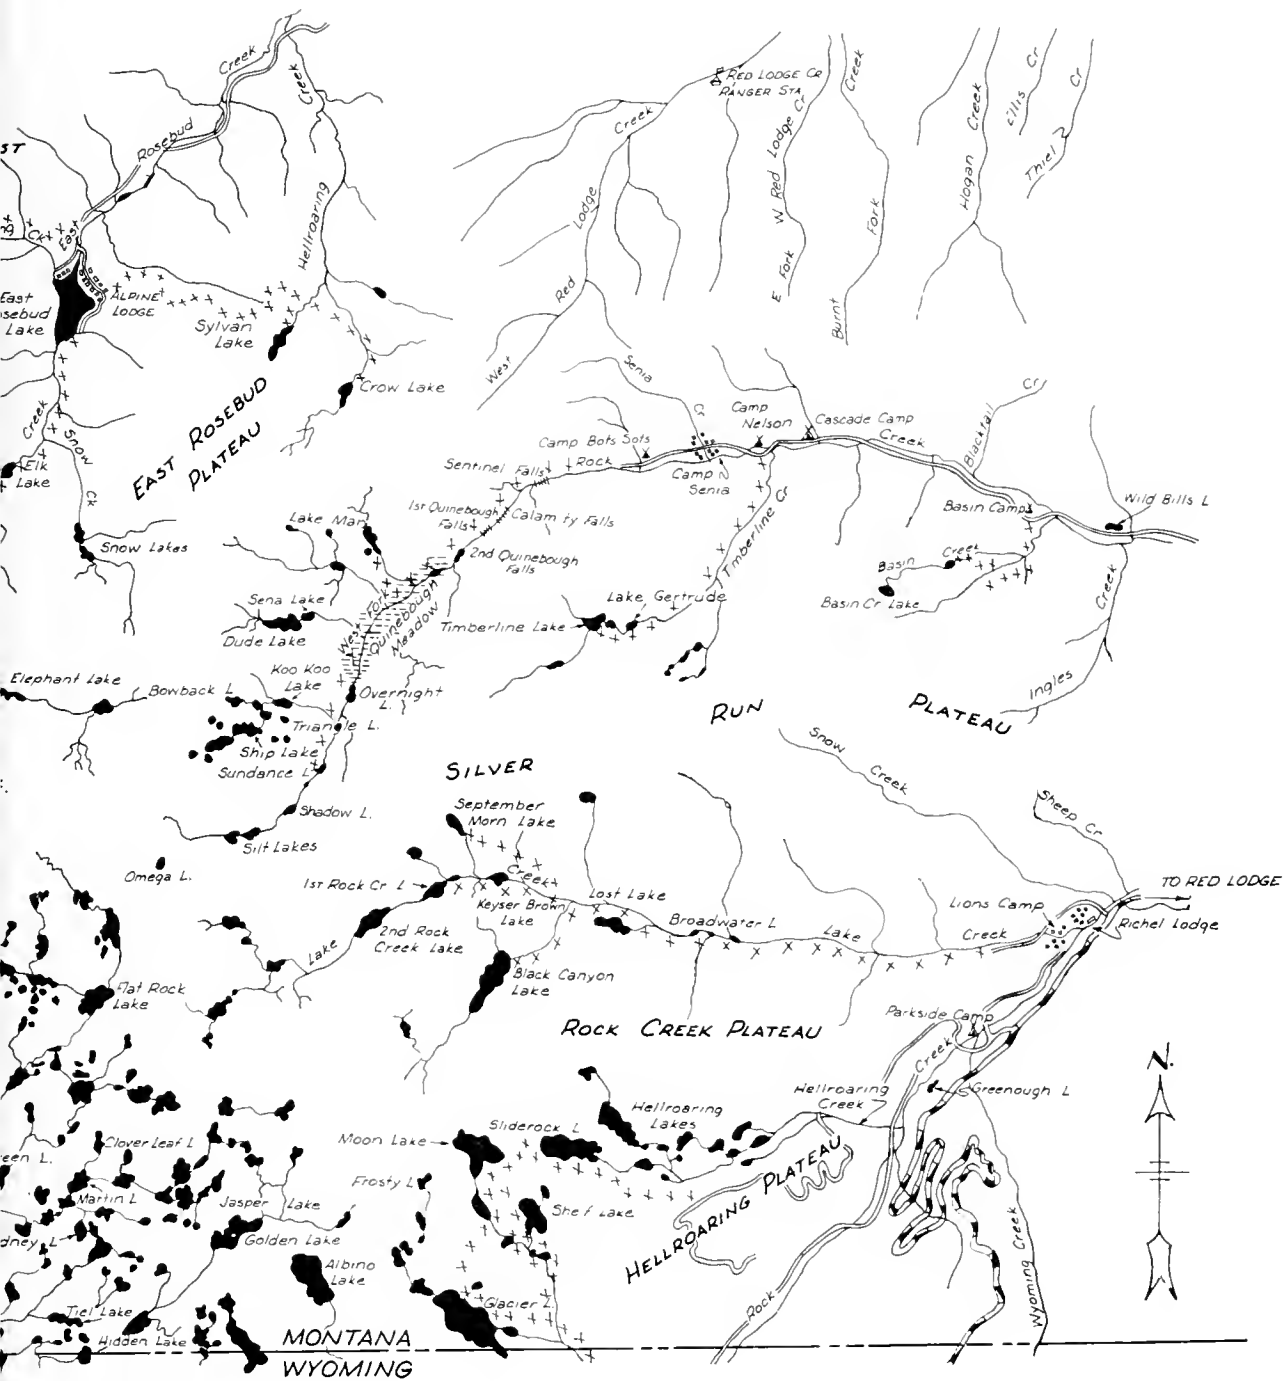 Creek
Rosebud
Creek
Hellroaring
ST
Ck
East
East
sebud
Lake
ALPINE
LODGE
Sylvan
Lake
Crow Lake
EAST ROSEBUD
PLATEAU
Creek
Snow
Ck
Elk
Lake
Snow Lakes
RED LODGE CR
RANGER STA
Creek
Lodge
Red
West
W Red Lodge Cr
E Fork
Creek
Fork
Burnt
Creek
Hogan
Ellis Cr
Thiel Cr
Senia
Cr
Camp
Nelson
Cascade Camp
Creek
Blacktail
Cr
Camp Bots Sots
Rock
Camp
Senia
Sentinel Falls
1st Quinebough
Falls
Calamity Falls
2nd Quinebough
Falls
Basin Camp
Wild Bills L
Timberline Cr
Basin
Creek
Basin Cr Lake
Creek
Ingles
Lake Mary
West Fork
Quinebough
Meadow
Sena Lake
Dude Lake
Lake Gertrude
Timberline Lake
Elephant Lake
Bowback L
Koo Koo
Lake
Overnight
L.
Triangle L.
Ship Lake
Sundance L
Shadow L.
Silt Lakes
SILVER
RUN
PLATEAU
Snow
Creek
Sheep Cr
September
Morn Lake
Omega L.
1st Rock Cr L
Creek
Keyser Brown
Lake
Lost Lake
Broadwater L
Lake
Creek
Lions Camp
TO RED LODGE
Richel Lodge
2nd Rock
Creek Lake
Lake
Black Canyon
Lake
Flat Rock
Lake
ROCK CREEK PLATEAU
Parkside Camp
Creek
Greenough L
N.
Hellroaring
Creek
Hellroaring
Lakes
Sliderock L
Moon Lake
Frosty L
Shelf Lake
HELLROARING PLATEAU
Clover Leaf L
een L.
Martin L
Jasper Lake
dney L
Golden Lake
Albino
Lake
Glacier L
Tiel Lake
Hidden Lake
Rock
Wyoming Creek
MONTANA
WYOMING